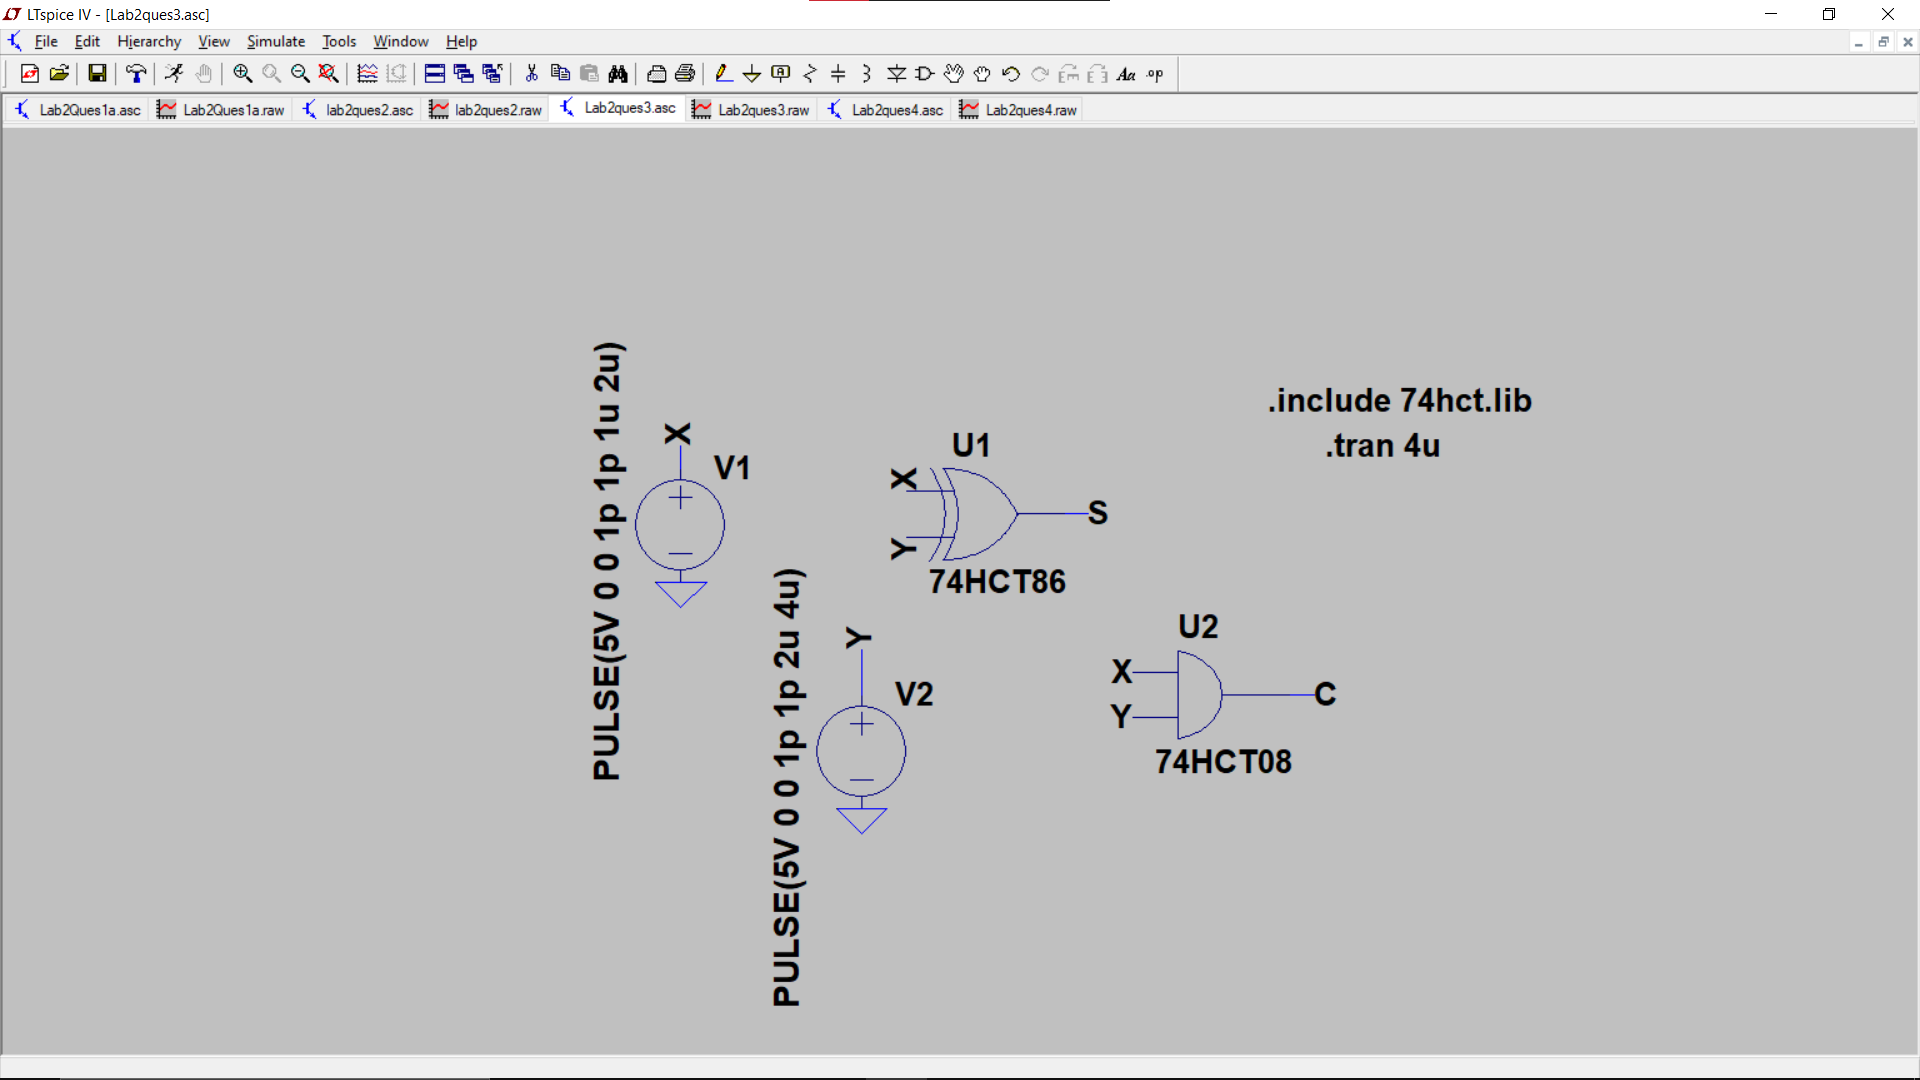 LTspice IV - [Lab2ques3.asc]
File Edit Hierarchy View Simulate Tools Window Help
Lab2Ques1a.asc Lab2Ques1a.raw lab2ques2.asc lab2ques2.raw Lab2ques3.asc Lab2ques3.raw Lab2ques4.asc Lab2ques4.raw
PULSE(5V 0 0 1p 1p 1u 2u)
X
V1
PULSE(5V 0 0 1p 1p 2u 4u)
Y
V2
U1
X
Y
S
74HCT86
.include 74hct.lib
.tran 4u
U2
X
Y
C
74HCT08